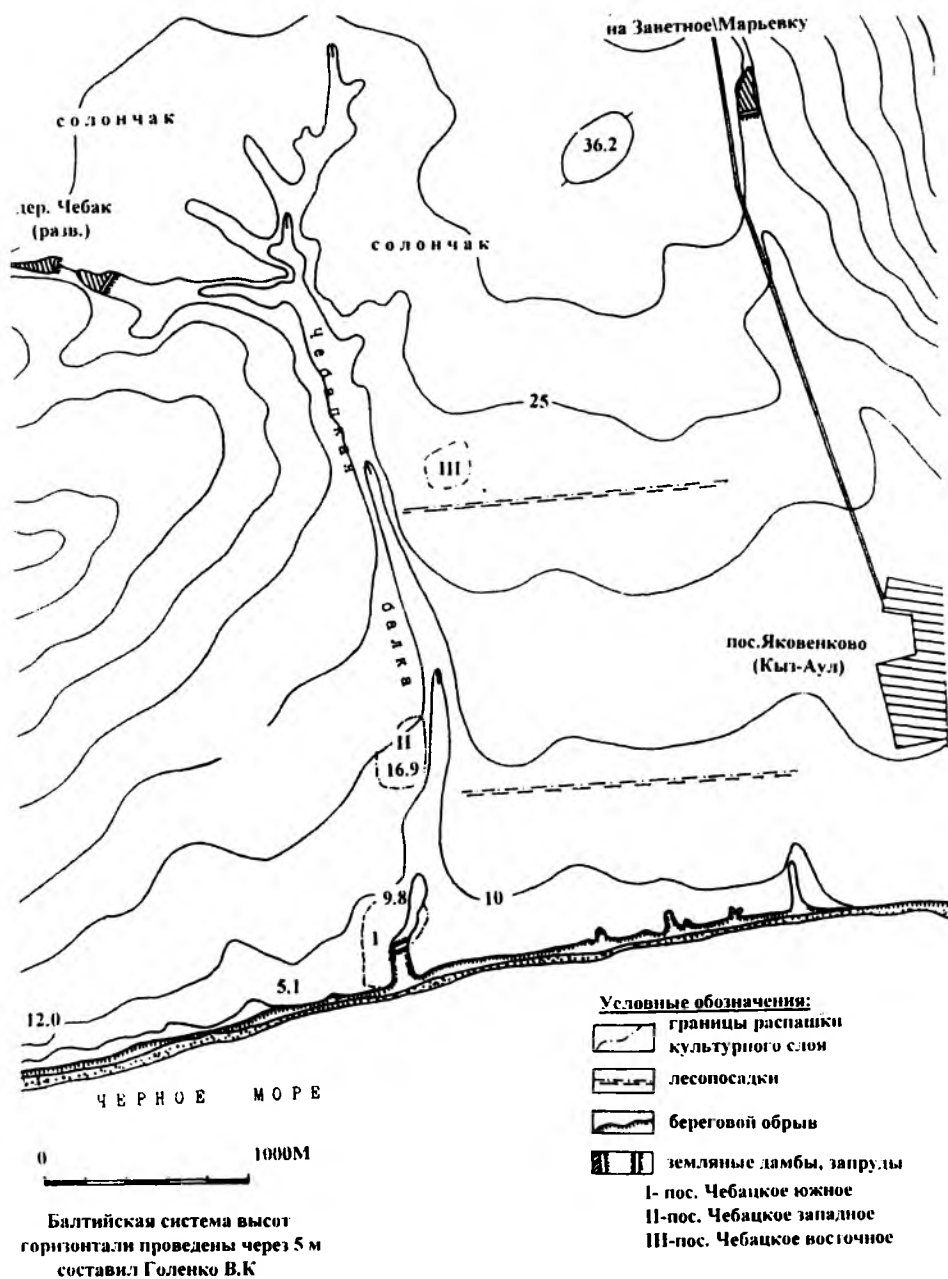 на Заветное\Марьевку
солончак
36.2
дер. Чебак
(разв.)
солончак
Чебацкая
25
III
балка
пос.Яковенково
(Кыз-Аул)
II
16.9
9.8
10
I
5.1
12.0
ЧЕРНОЕ МОРЕ
Условные обозначения:
границы распашки
культурного слоя
лесопосадки
береговой обрыв
земляные дамбы, запруды
I- пос. Чебацкое южное
II-пос. Чебацкое западное
III-пос. Чебацкое восточное
0 1000М
Балтийская система высот
горизонтали проведены через 5 м
составил Голенко В.К